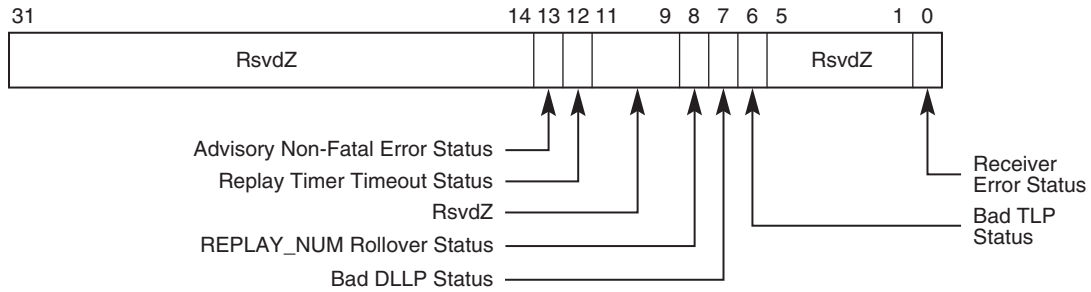 31 14 13 12 11 9 8 7 6 5 1 0
RsvdZ RsvdZ
Advisory Non-Fatal Error Status
Replay Timer Timeout Status
RsvdZ
REPLAY_NUM Rollover Status
Bad DLLP Status
Receiver
Error Status
Bad TLP
Status